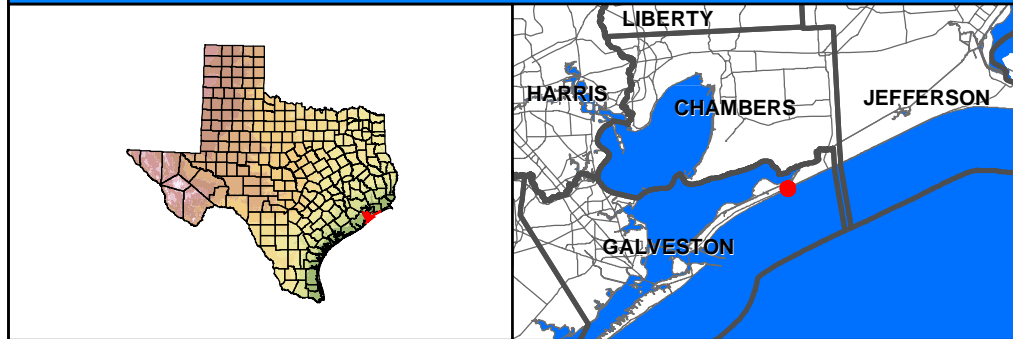 LIBERTY
HARRIS
CHAMBERS
JEFFERSON
GALVESTON